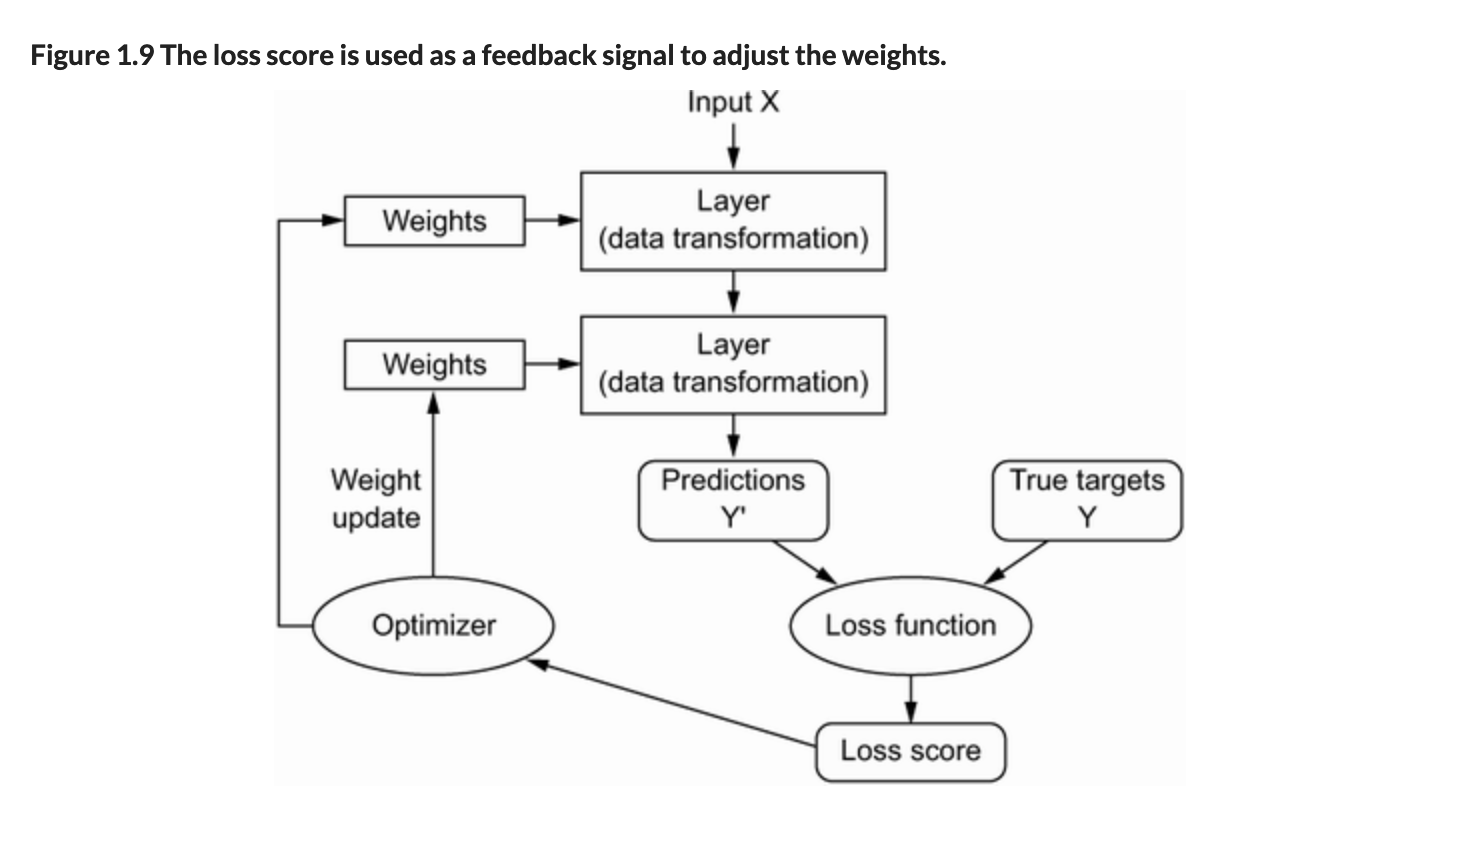 Figure 1.9 The loss score is used as a feedback signal to adjust the weights.
Input X
Weights
Layer
(data transformation)
Weights
Layer
(data transformation)
Weight
update
Predictions
Y'
True targets
Y
Optimizer
Loss function
Loss score